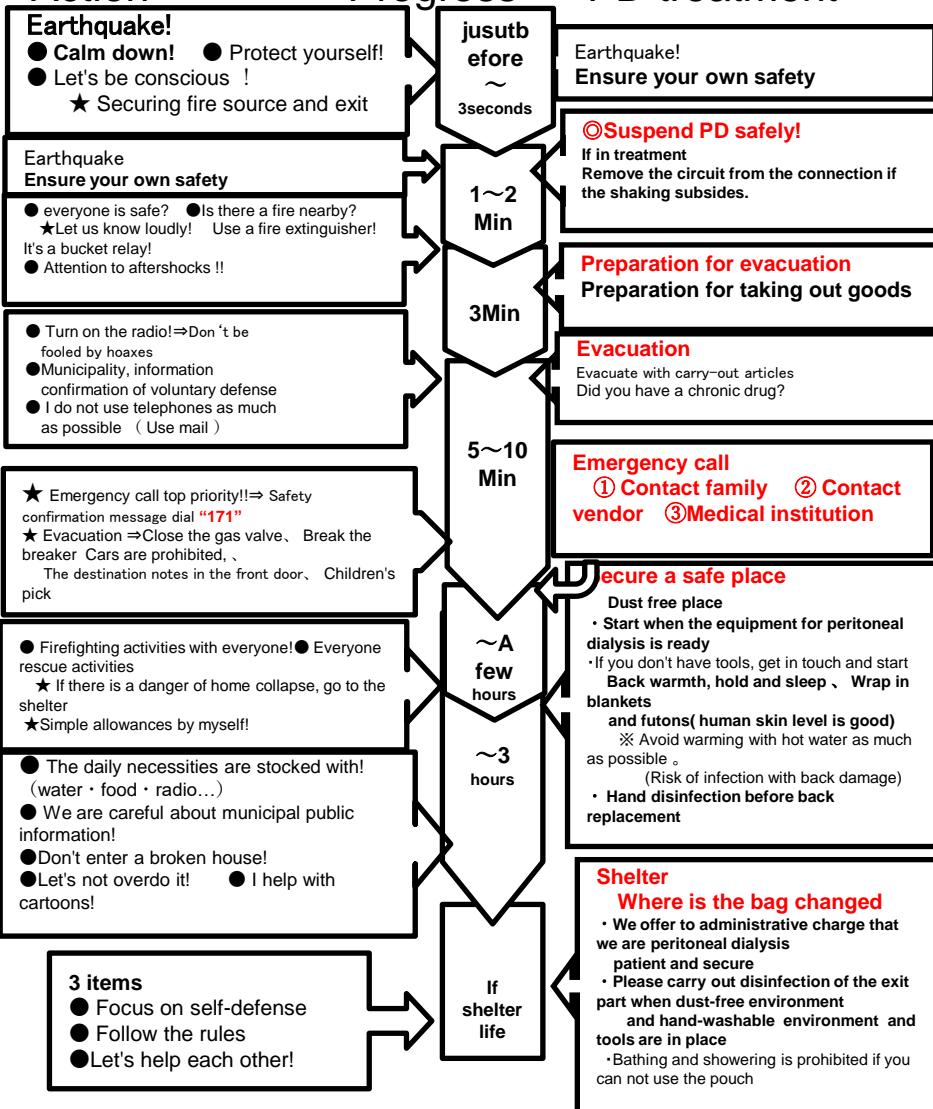 Action Progress PD treatment
Earthquake!
● Calm down! ● Protect yourself!
● Let's be conscious !
★ Securing fire source and exit
jusutb
efore
～
3seconds
Earthquake!
Ensure your own safety
Earthquake
Ensure your own safety
1～2
Min
◎Suspend PD safely!
If in treatment
Remove the circuit from the connection if
the shaking subsides.
● everyone is safe? ●Is there a fire nearby?
★Let us know loudly! Use a fire extinguisher!
It's a bucket relay!
● Attention to aftershocks !!
3Min
Preparation for evacuation
Preparation for taking out goods
● Turn on the radio!⇒Don‘t be
fooled by hoaxes
●Municipality, information
confirmation of voluntary defense
● I do not use telephones as much
as possible （ Use mail ）
5～10
Min
Evacuation
Evacuate with carry-out articles
Did you have a chronic drug?
Emergency call
① Contact family ② Contact
vendor ③Medical institution
★ Emergency call top priority!!⇒ Safety
confirmation message dial “171”
★ Evacuation ⇒Close the gas valve、 Break the
breaker Cars are prohibited, 、
The destination notes in the front door、 Children's
pick
～A
few
hours
ecure a safe place
Dust free place
・Start when the equipment for peritoneal
dialysis is ready
・If you don't have tools, get in touch and start
Back warmth, hold and sleep 、 Wrap in
blankets
and futons( human skin level is good)
※ Avoid warming with hot water as much
as possible 。
(Risk of infection with back damage)
・ Hand disinfection before back
replacement
● Firefighting activities with everyone!● Everyone
rescue activities
★ If there is a danger of home collapse, go to the
shelter
★Simple allowances by myself!
～3
hours
● The daily necessities are stocked with!
（water・food・radio…）
● We are careful about municipal public
information!
●Don't enter a broken house!
●Let's not overdo it! ● I help with
cartoons!
3 items
● Focus on self-defense
● Follow the rules
●Let's help each other!
If
shelter
life
Shelter
Where is the bag changed
・We offer to administrative charge that
we are peritoneal dialysis
patient and secure
・Please carry out disinfection of the exit
part when dust-free environment
and hand-washable environment and
tools are in place
・Bathing and showering is prohibited if you
can not use the pouch